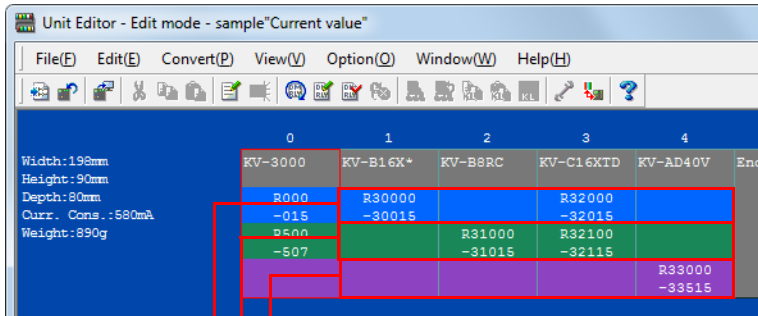 Unit Editor - Edit mode - sample"Current value"
File(F) Edit(E) Convert(P) View(V) Option(O) Window(W) Help(H)
0 1 2 3 4
Width:198mm KV-3000 KV-B16X* KV-B8RC KV-C16XTD KV-AD40V
Height:90mm
Depth:80mm R000 R30000 R32000
Curr. Cons.:580mA -015 -30015 -32015
Weight:890g R500 R31000 R32100
-507 -31015 -32115
R33000
-33515